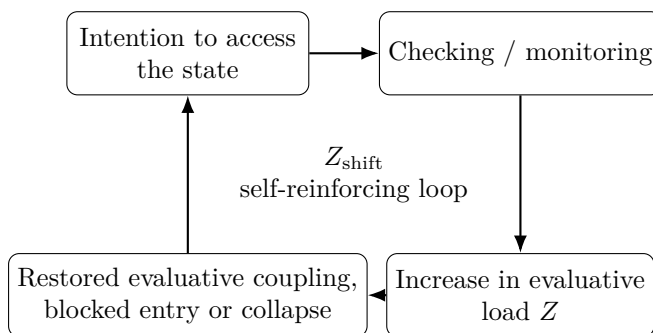 Intention to access
the state
Checking / monitoring
Z_shift
self-reinforcing loop
Restored evaluative coupling,
blocked entry or collapse
Increase in evaluative
load Z